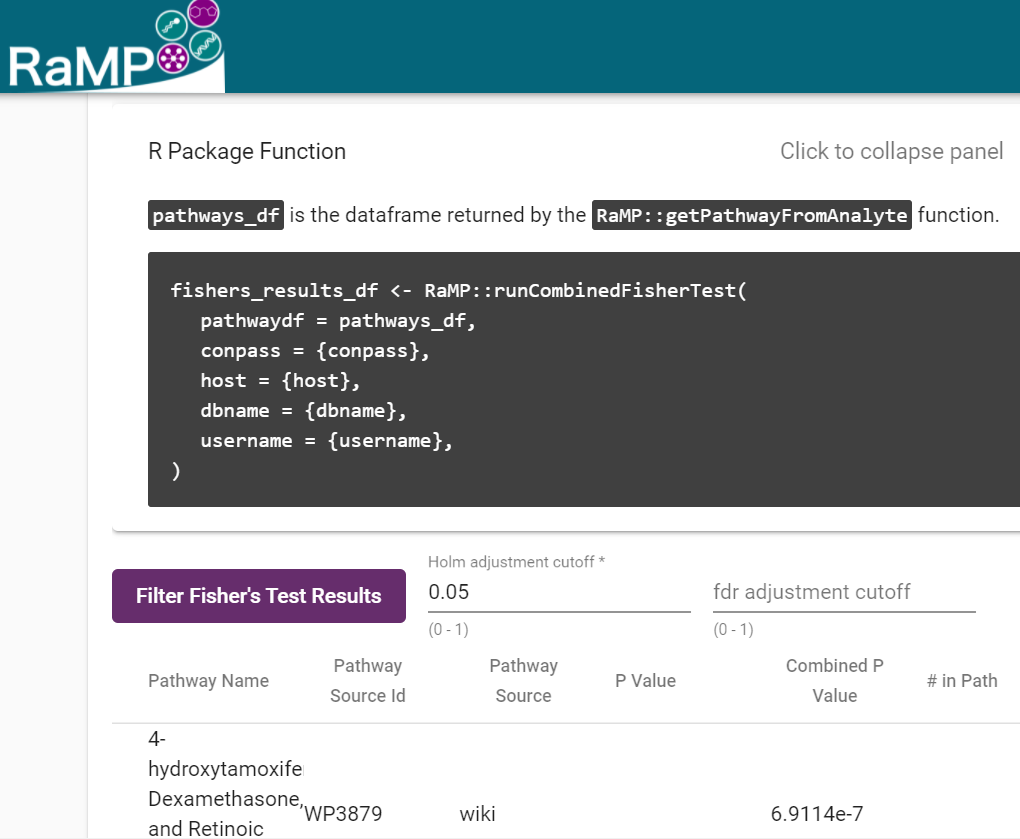 RaMP
R Package Function
Click to collapse panel
pathways_df is the dataframe returned by the RaMP::getPathwayFromAnalyte function.
fishers_results_df <- RaMP::runCombinedFisherTest(
pathwaydf = pathways_df,
conpass = {conpass},
host = {host},
dbname = {dbname},
username = {username},
)
Holm adjustment cutoff *
Filter Fisher's Test Results
0.05
fdr adjustment cutoff
(0 - 1)
(0 - 1)
Pathway Name
Pathway
Source Id
Pathway
Source
P Value
Combined P
Value
# in Path
4-
hydroxytamoxife
Dexamethasone,
and Retinoic
WP3879
wiki
6.9114e-7